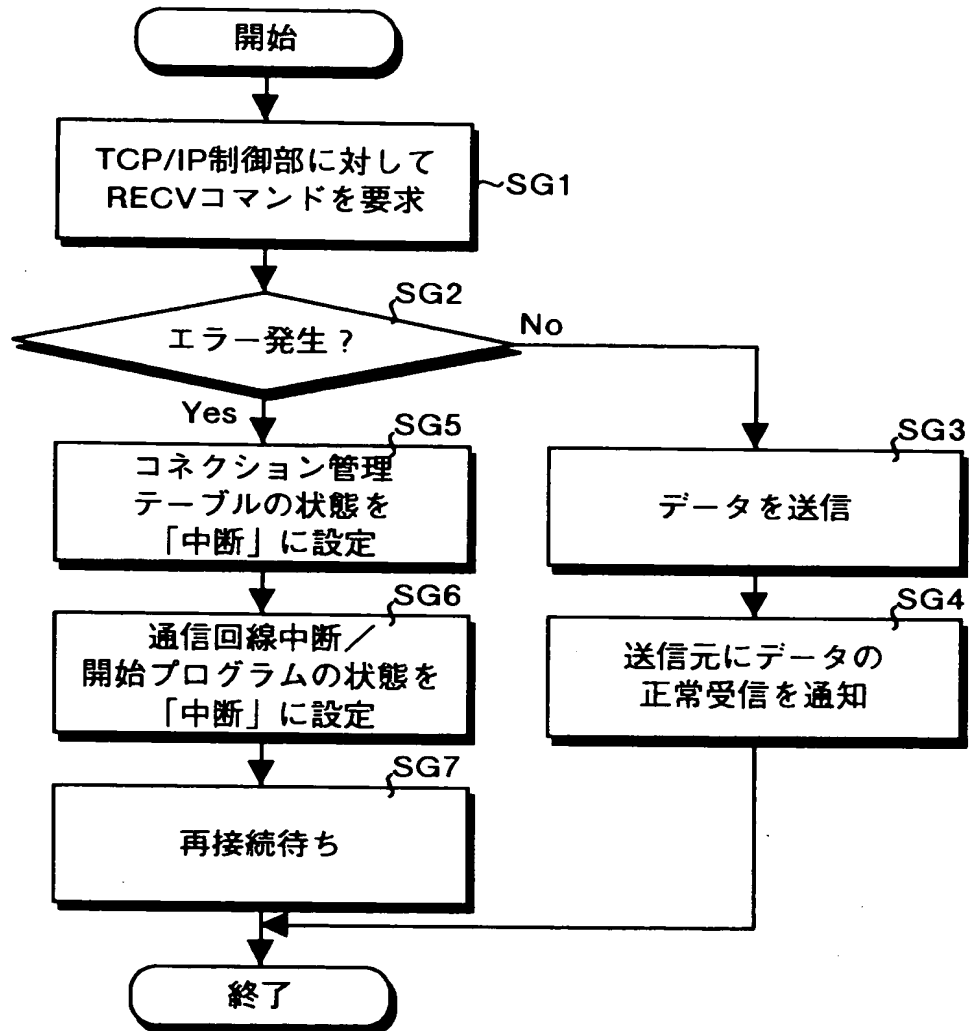 開始
TCP/IP制御部に対して
RECVコマンドを要求
SG1
SG2
エラー発生?
No
Yes
SG5
コネクション管理
テーブルの状態を
「中断」に設定
SG3
データを送信
SG6
通信回線中断/
開始プログラムの状態を
「中断」に設定
SG4
送信元にデータの
正常受信を通知
SG7
再接続待ち
終了